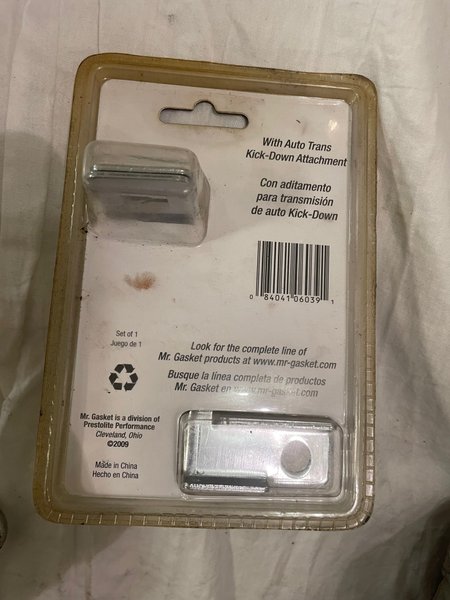 With Auto Trans
Kick-Down Attachment
Con aditamento
para transmisión
de auto Kick-Down
0 84041 06039 1
Set of 1
Juego de 1
Look for the complete line of
Mr. Gasket products at www.mr-gasket.com
Busque la línea completa de productos
Mr. Gasket en www.mr-gasket.com
Mr. Gasket is a division of
Prestolite Performance
Cleveland, Ohio
©2009
Made in China
Hecho en China